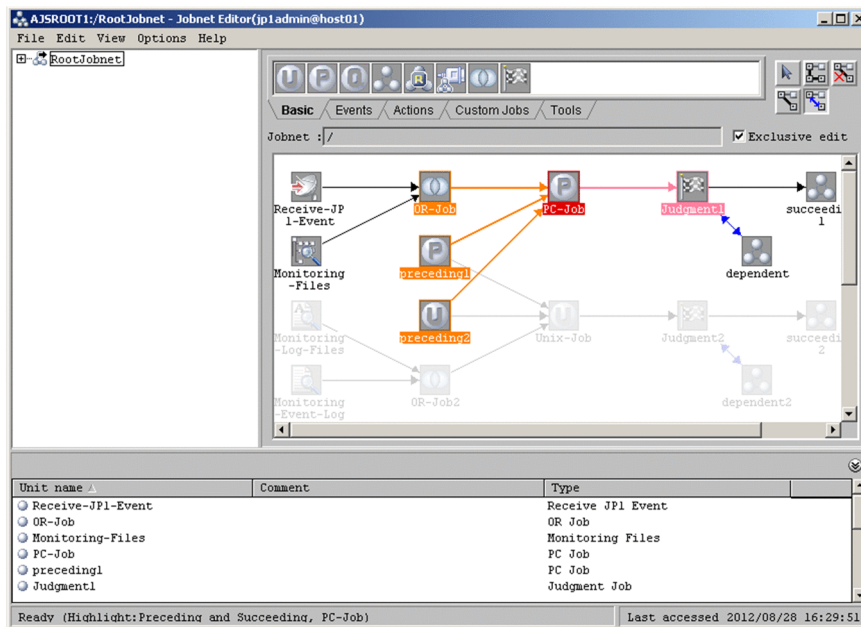 AJSROOT1:/RootJobnet - Jobnet Editor(jp1admin@host01)
File Edit View Options Help
RootJobnet
U P Q R
Basic Events Actions Custom Jobs Tools
Jobnet : /
Exclusive edit
P
Receive-JP
1-Event
OR-Job
PC-Job
Judgment1
succeedi
1
P
Monitoring
-Files
preceding1
dependent
U U
Monitoring
-Log-Files
preceding2
Unix-Job
Judgment2
succeedi
2
Monitoring
-Event-Log
OR-Job2
dependent2
Unit name Comment Type
Receive-JP1-Event Receive JP1 Event
OR-Job OR Job
Monitoring-Files Monitoring Files
PC-Job PC Job
preceding1 PC Job
Judgment1 Judgment Job
Ready (Highlight:Preceding and Succeeding, PC-Job) Last accessed 2012/08/28 16:29:51